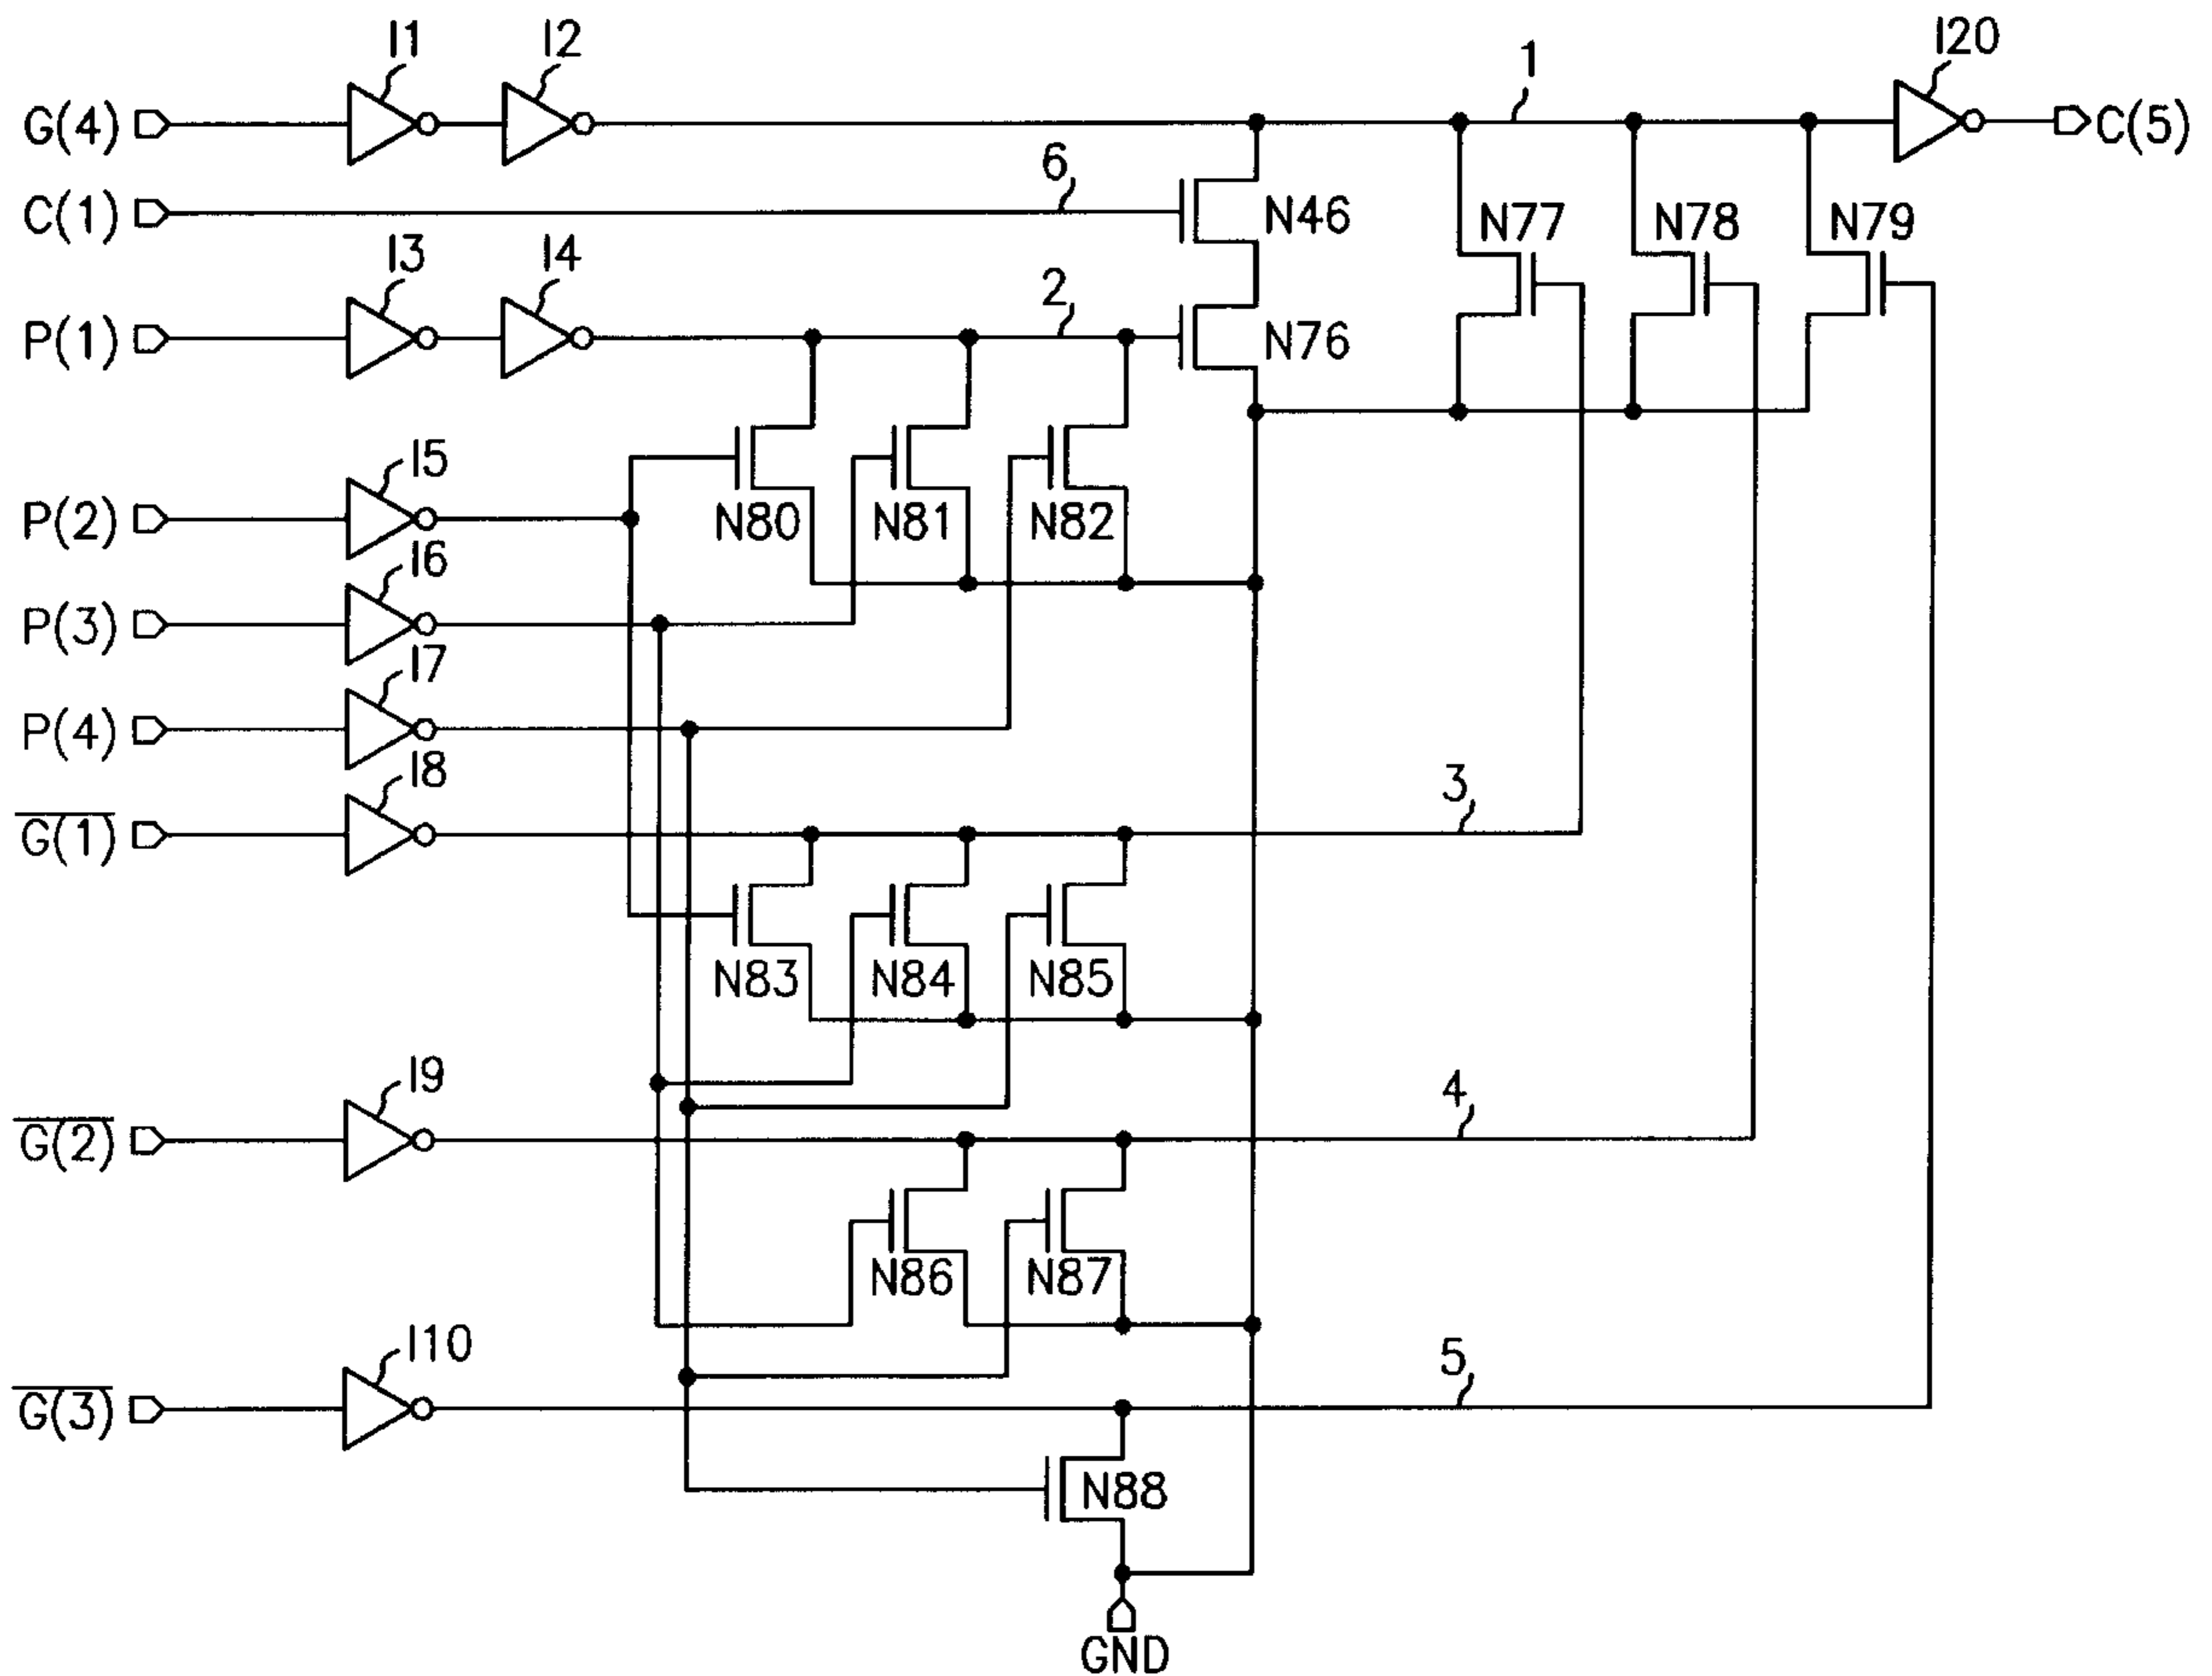 I1
I2
1
I20
G(4)
C(5)
6
C(1)
N46
N77
N78
N79
I3
I4
2
P(1)
N76
I5
P(2)
N80
N81
N82
I6
P(3)
I7
P(4)
I8
3
G(1)
N83
N84
N85
I9
4
G(2)
N86
N87
I10
5
G(3)
N88
GND